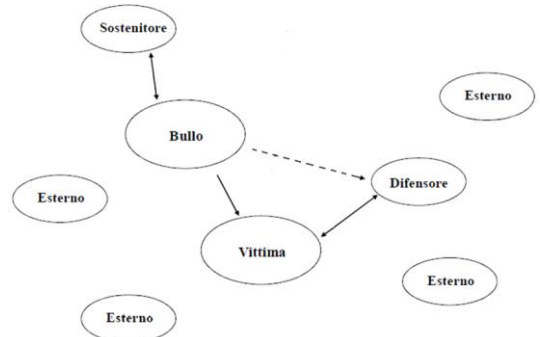 Sostenitore
Esterno
Bullo
Difensore
Esterno
Vittima
Esterno
Esterno